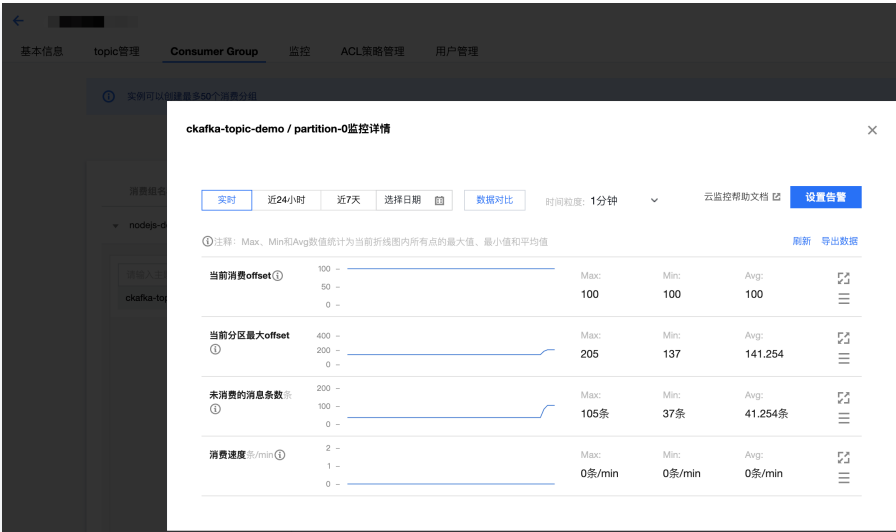 基本信息 topic管理 Consumer Group 监控 ACL策略管理 用户管理
实例可以创建最多50个消费分组
ckafka-topic-demo / partition-0监控详情
消费组名
nodejs-d
ckafka-top
实时 近24小时 近7天 选择日期 数据对比 时间粒度: 1分钟 云监控帮助文档 设置告警
注释: Max、Min和Avg数值统计为当前折线图内所有点的最大值、最小值和平均值 刷新 导出数据
当前消费offset 100 50 0 Max: 100 Min: 100 Avg: 100
当前分区最大offset 400 200 0 Max: 205 Min: 137 Avg: 141.254
未消费的消息条数条 200 100 0 Max: 105条 Min: 37条 Avg: 41.254条
消费速度条/min 2 1 0 Max: 0条/min Min: 0条/min Avg: 0条/min